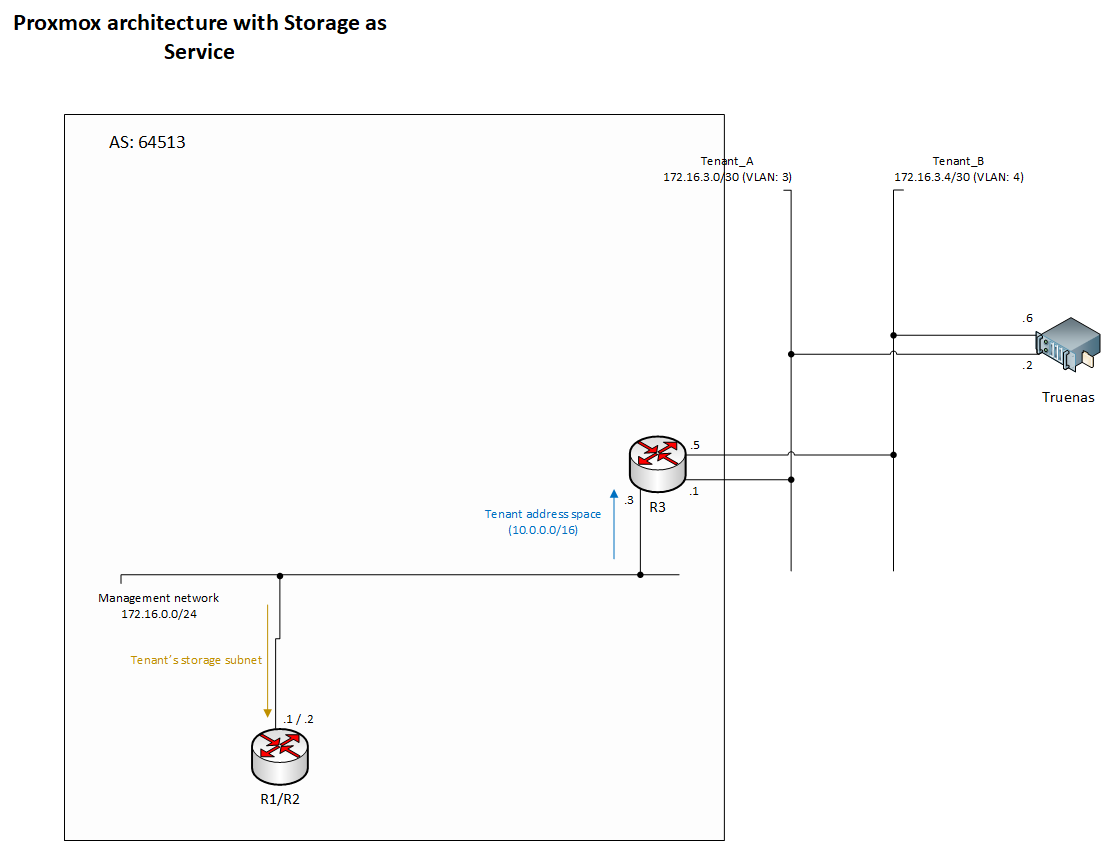 Proxmox architecture with Storage as
Service
AS: 64513
Tenant_A
172.16.3.0/30 (VLAN: 3)
Tenant_B
172.16.3.4/30 (VLAN: 4)
.6
.2
Truenas
.5
.1
.3
R3
Tenant address space
(10.0.0.0/16)
Management network
172.16.0.0/24
Tenant's storage subnet
.1 / .2
R1/R2